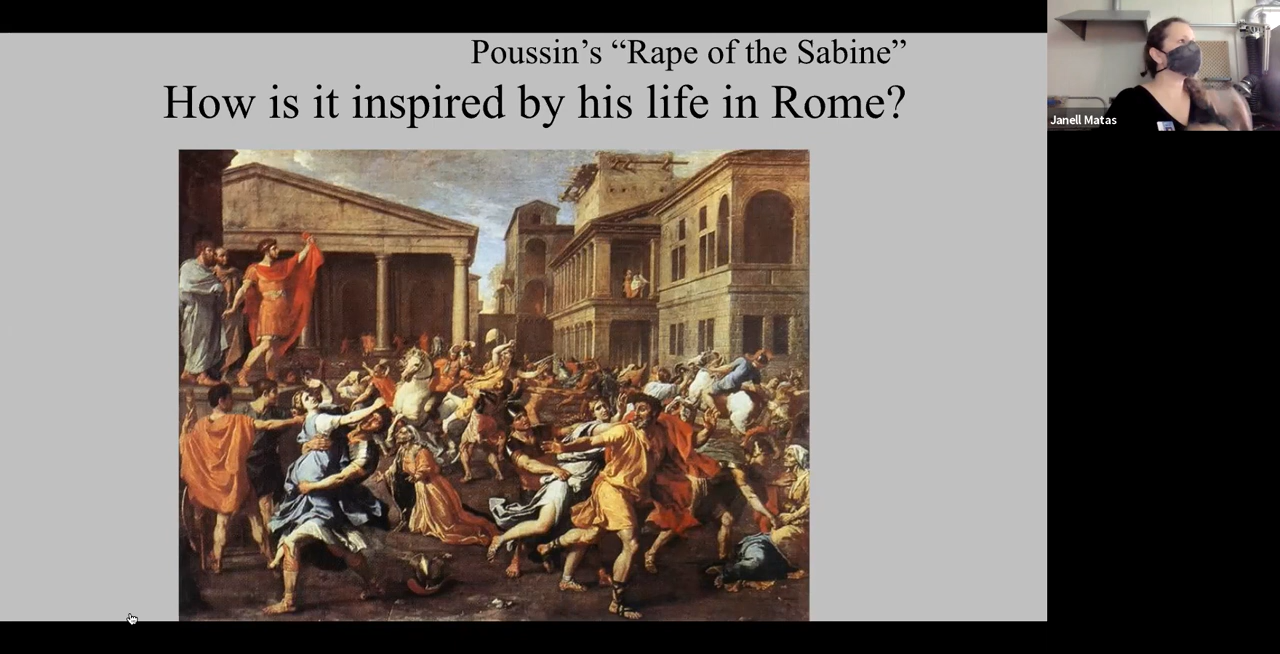 Poussin’s “Rape of the Sabine”
How is it inspired by his life in Rome?
Janell Matas